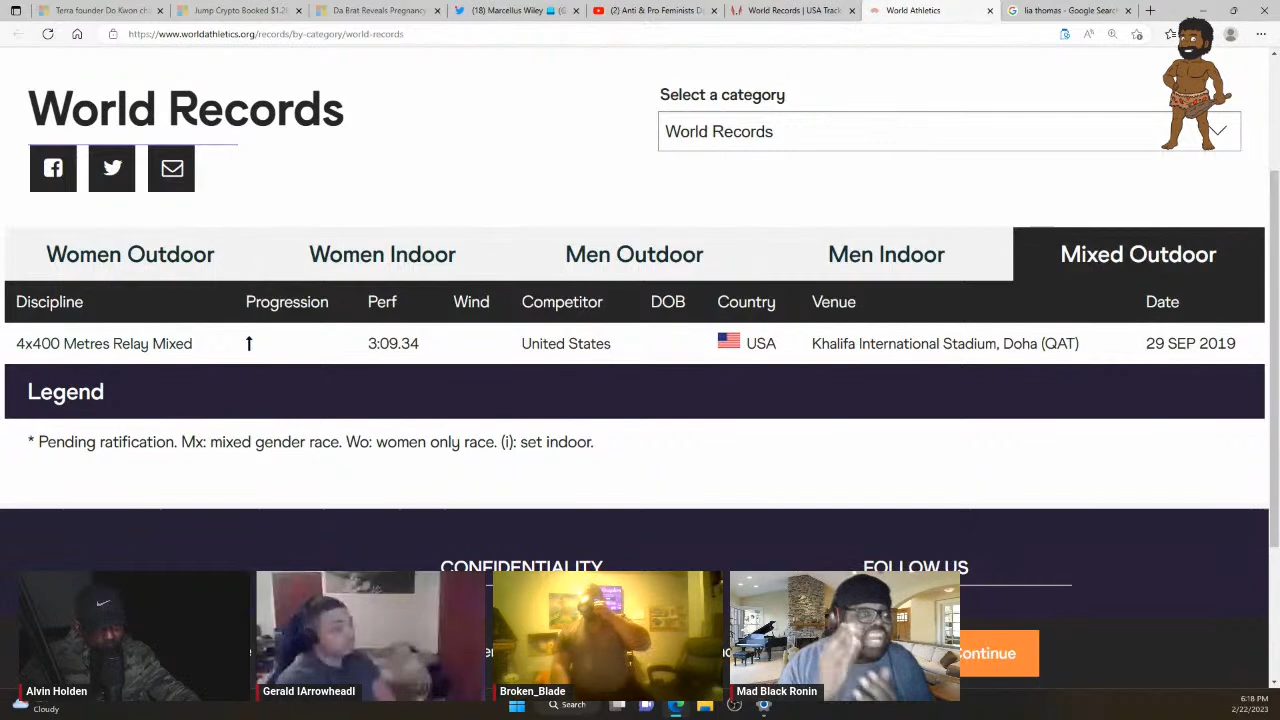 Terra founder Do Kwon ch
Jump Crypto Booked $1.28
Da Brat Reveals Pregnancy
(18) Marcellus Wiley
(2) Anti & Pro Feminists D
World Records | USA Track
World Athletics
lia thomas - Google Search
https://www.worldathletics.org/records/by-category/world-records
World Records
Select a category
World Records
Women Outdoor
Women Indoor
Men Outdoor
Men Indoor
Mixed Outdoor
Discipline Progression Perf Wind Competitor DOB Country Venue Date
4x400 Metres Relay Mixed 3:09.34 United States USA Khalifa International Stadium, Doha (QAT) 29 SEP 2019
Legend
* Pending ratification. Mx: mixed gender race. Wo: women only race. (i): set indoor.
CONFIDENTIALITY
FOLLOW US
Continue
Alvin Holden
Gerald lArrowheadl
Broken_Blade
Mad Black Ronin
Cloudy
Search
6:18 PM
2/22/2023